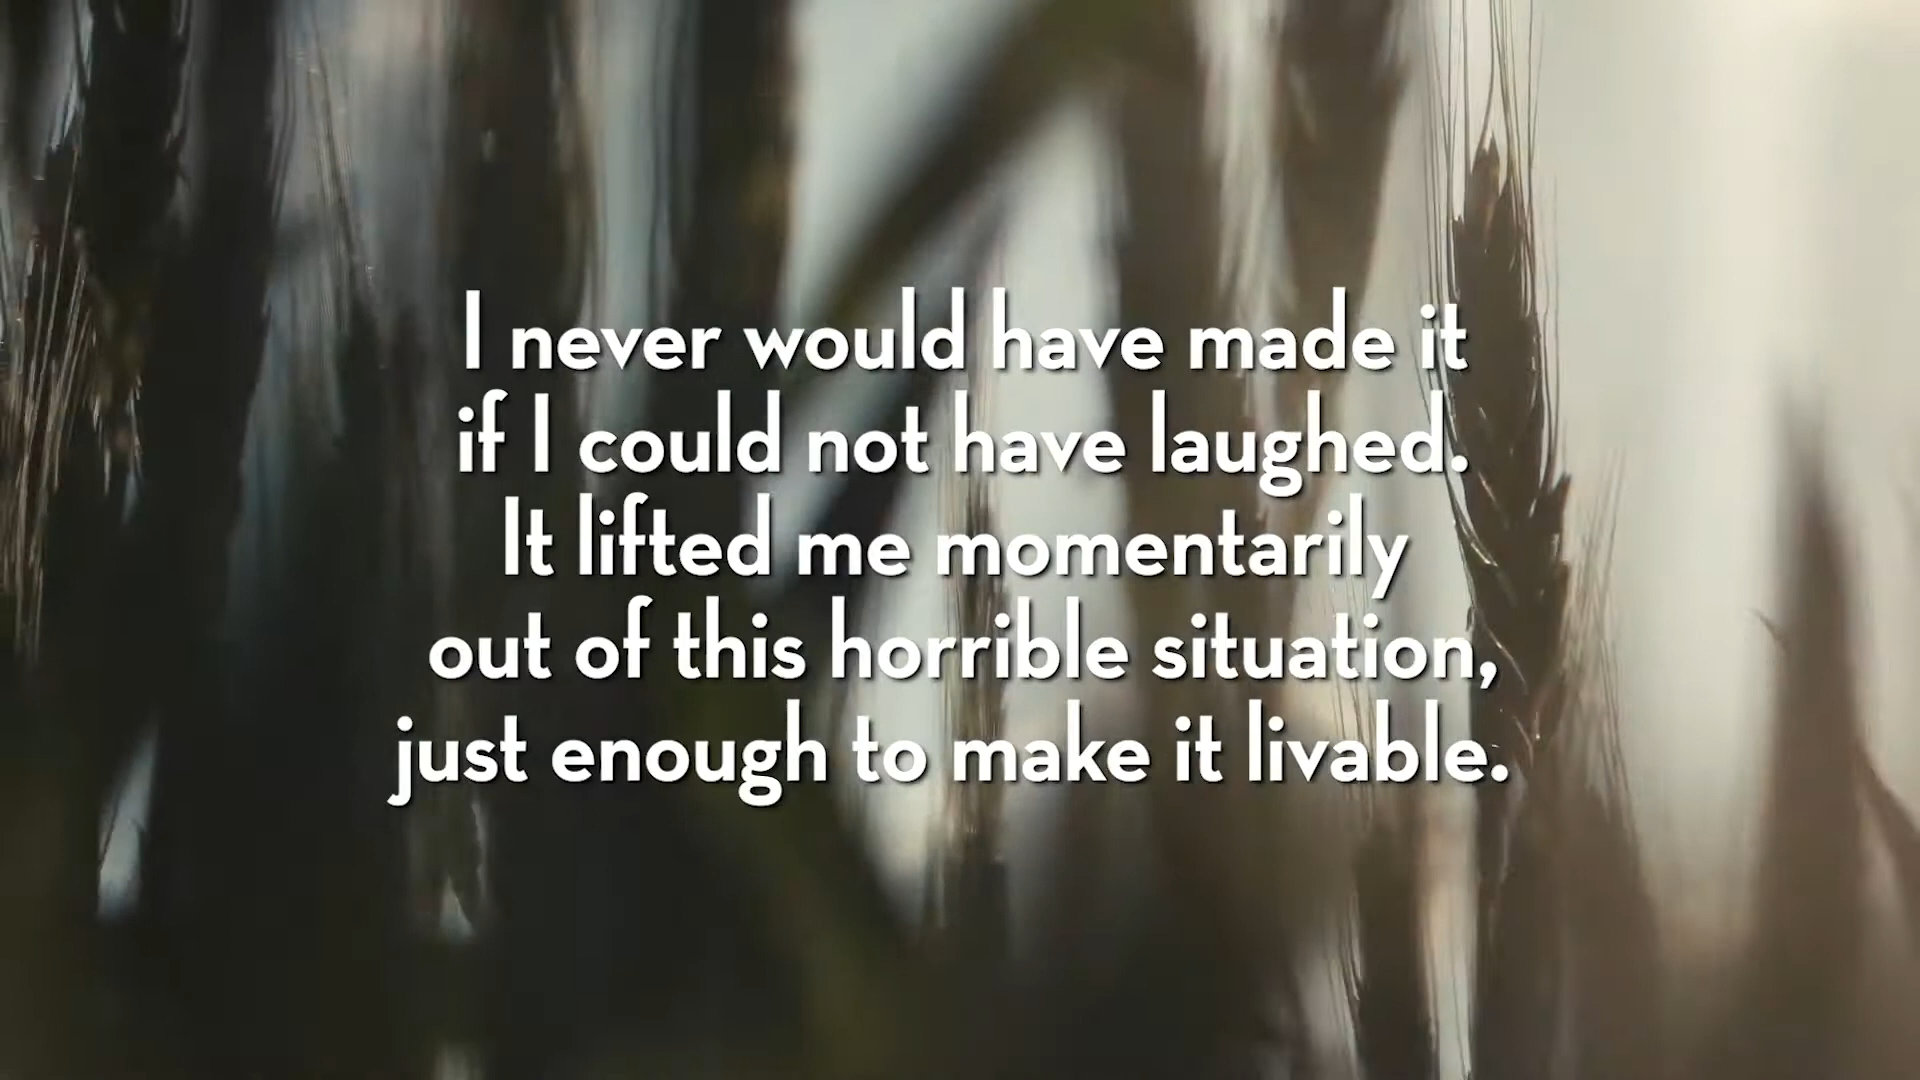 I never would have made it
if I could not have laughed.
It lifted me momentarily
out of this horrible situation,
just enough to make it livable.